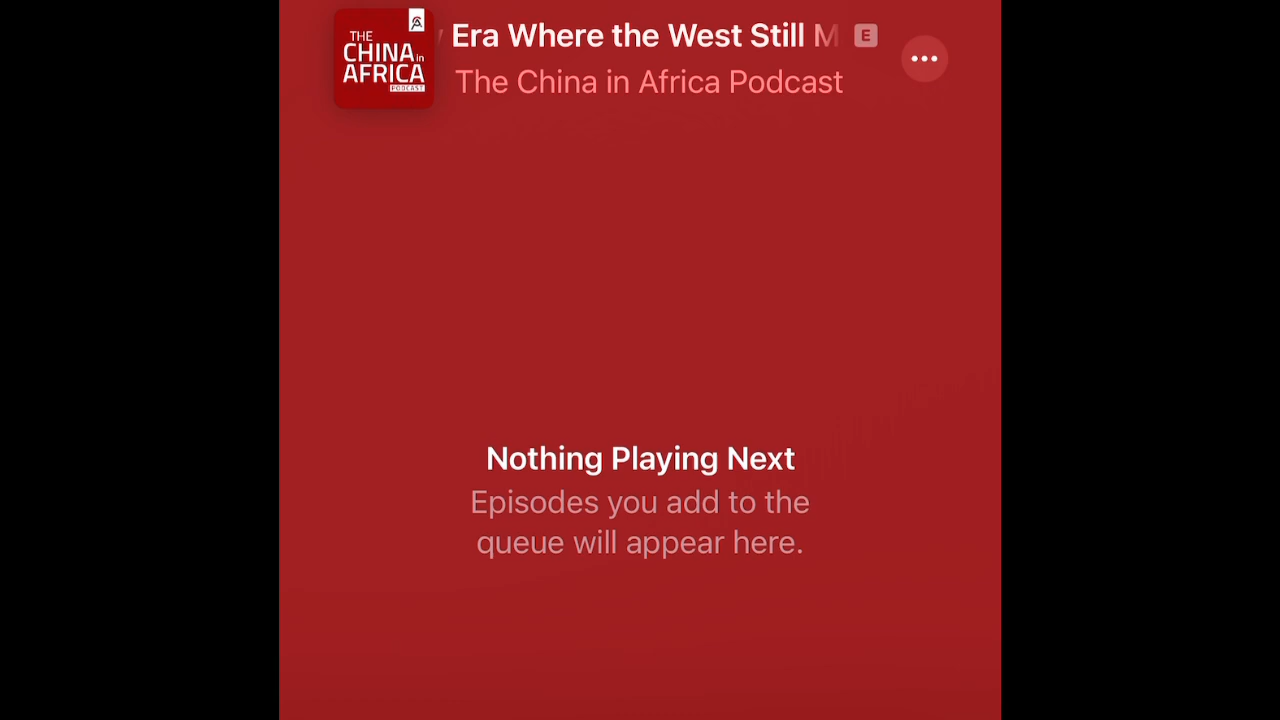 THE
CHINA in
AFRICA
PODCAST
Era Where the West Still M E
The China in Africa Podcast
Nothing Playing Next
Episodes you add to the
queue will appear here.